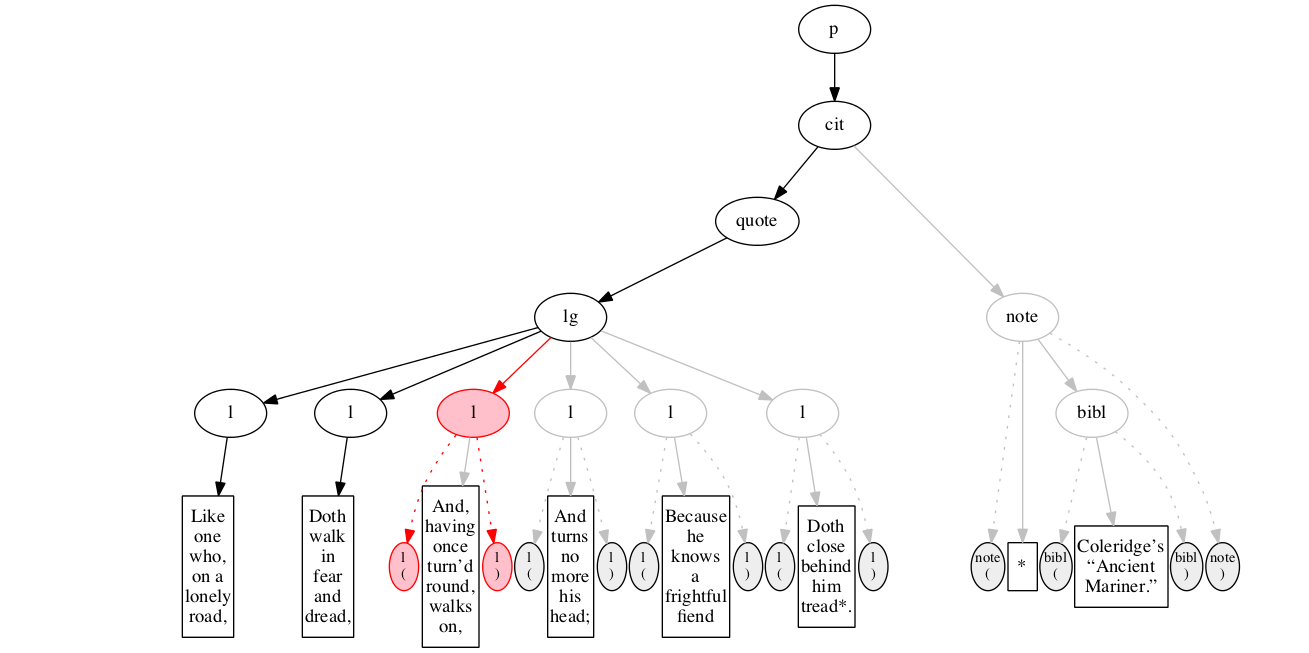 p
cit
quote
lg
note
l
l
l
l
l
l
bibl
Like
one
who,
on a
lonely
road,
Doth
walk
in
fear
and
dread,
l
(
And,
having
once
turn’d
round,
walks
on,
l
)
l
(
And
turns
no
more
his
head;
l
)
l
(
Because
he
knows
a
frightful
fiend
l
)
l
(
Doth
close
behind
him
tread*.
l
)
note
(
*
bibl
(
Coleridge’s
“Ancient
Mariner.”
bibl
)
note
)